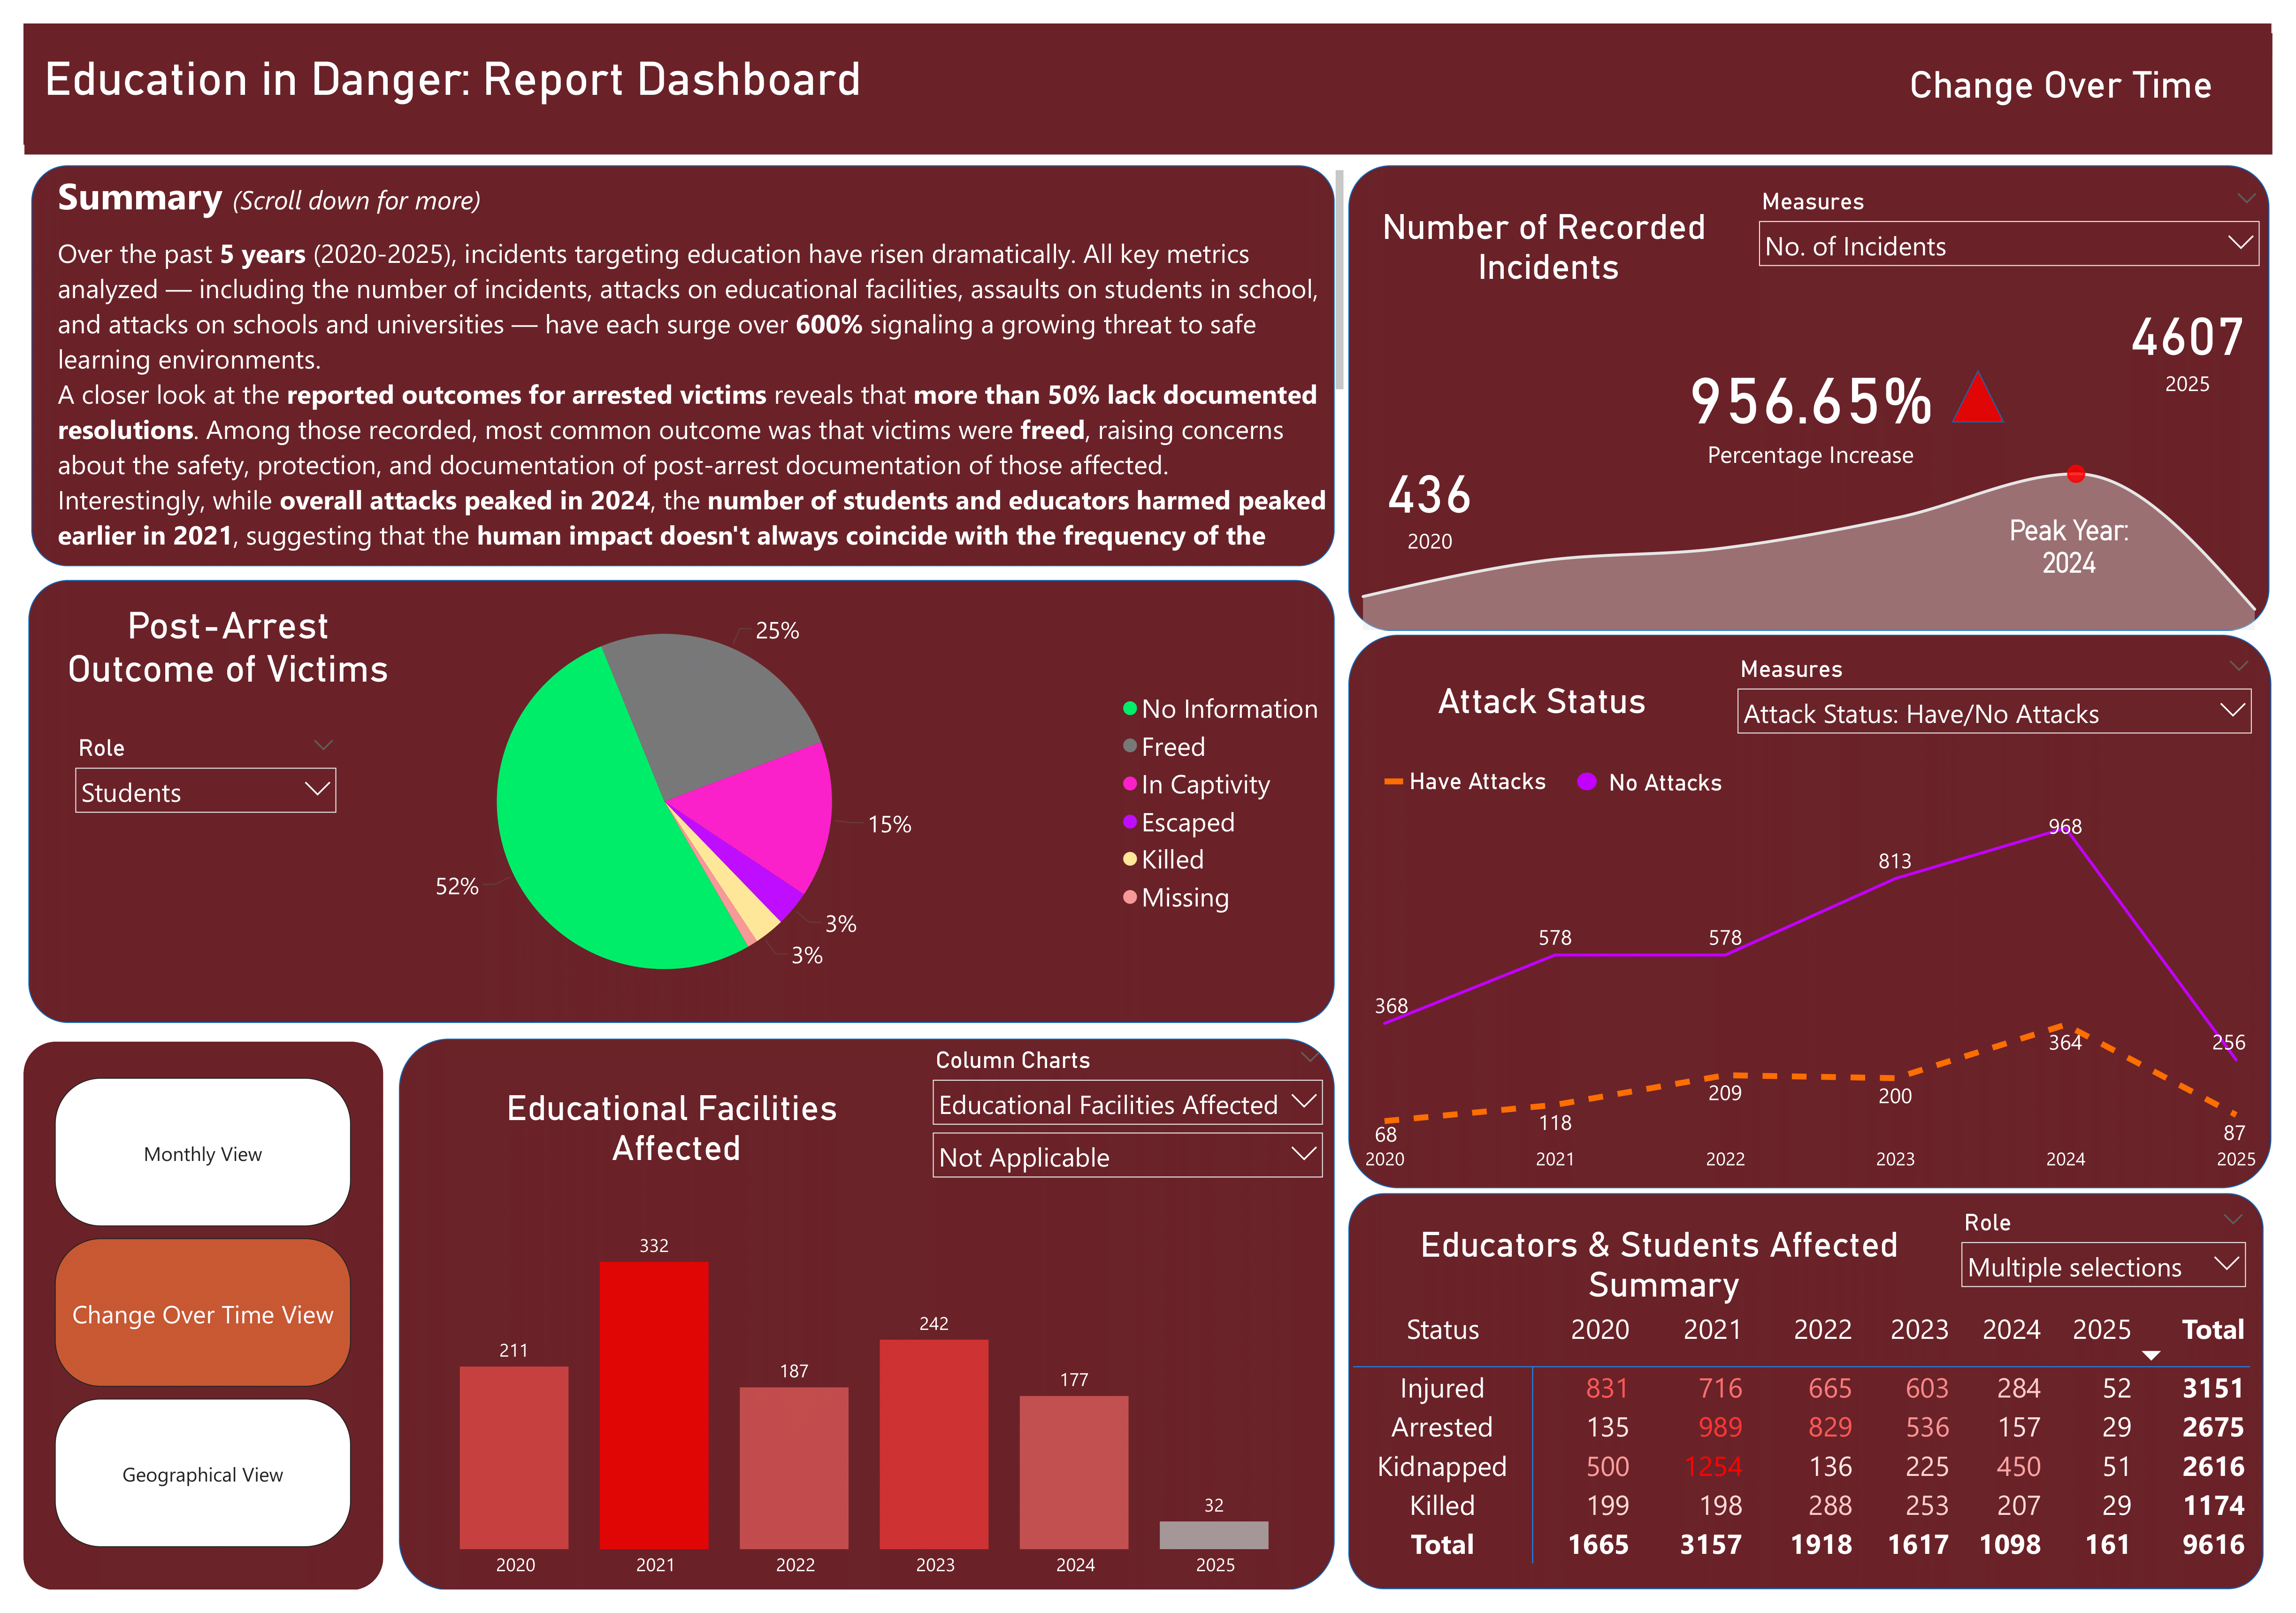 Education in Danger: Report Dashboard
Change Over Time
Summary (Scroll down for more)
Over the past 5 years (2020-2025), incidents targeting education have risen dramatically. All key metrics
analyzed — including the number of incidents, attacks on educational facilities, assaults on students in school,
and attacks on schools and universities — have each surge over 600% signaling a growing threat to safe
learning environments.
A closer look at the reported outcomes for arrested victims reveals that more than 50% lack documented
resolutions. Among those recorded, most common outcome was that victims were freed, raising concerns
about the safety, protection, and documentation of post-arrest documentation of those affected.
Interestingly, while overall attacks peaked in 2024, the number of students and educators harmed peaked
earlier in 2021, suggesting that the human impact doesn't always coincide with the frequency of the
Number of Recorded
Incidents
Measures
No. of Incidents
4607
2025
956.65%
Percentage Increase
436
2020
Peak Year:
2024
Post-Arrest
Outcome of Victims
Role
Students
25%
15%
3%
3%
52%
No Information
Freed
In Captivity
Escaped
Killed
Missing
Attack Status
Measures
Attack Status: Have/No Attacks
Have Attacks No Attacks
368 578 578 813 968 256
68 118 209 200 364 87
2020 2021 2022 2023 2024 2025
Monthly View
Change Over Time View
Geographical View
Educational Facilities
Affected
Column Charts
Educational Facilities Affected
Not Applicable
211 332 187 242 177 32
2020 2021 2022 2023 2024 2025
Educators & Students Affected
Summary
Role
Multiple selections
Status 2020 2021 2022 2023 2024 2025 Total
Injured 831 716 665 603 284 52 3151
Arrested 135 989 829 536 157 29 2675
Kidnapped 500 1254 136 225 450 51 2616
Killed 199 198 288 253 207 29 1174
Total 1665 3157 1918 1617 1098 161 9616